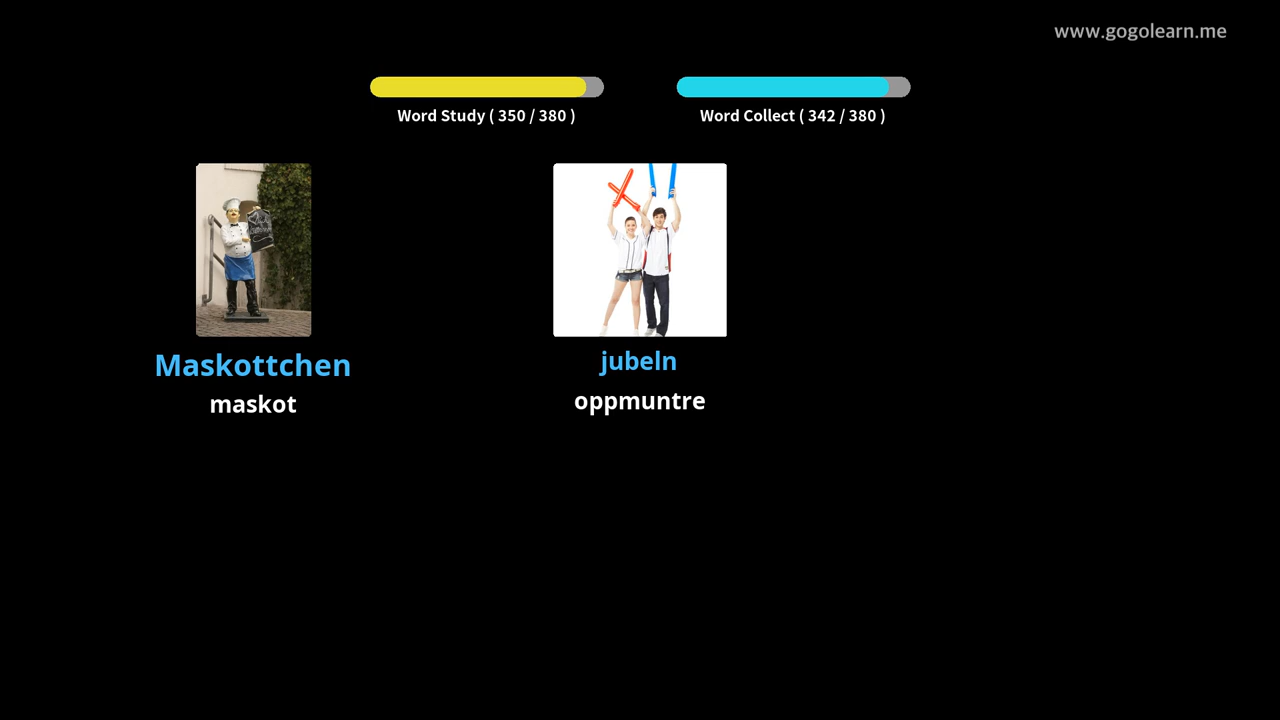 www.gogolearn.me
Word Study ( 350 / 380 )
Word Collect ( 342 / 380 )
Maskottchen
maskot
jubeln
oppmuntre